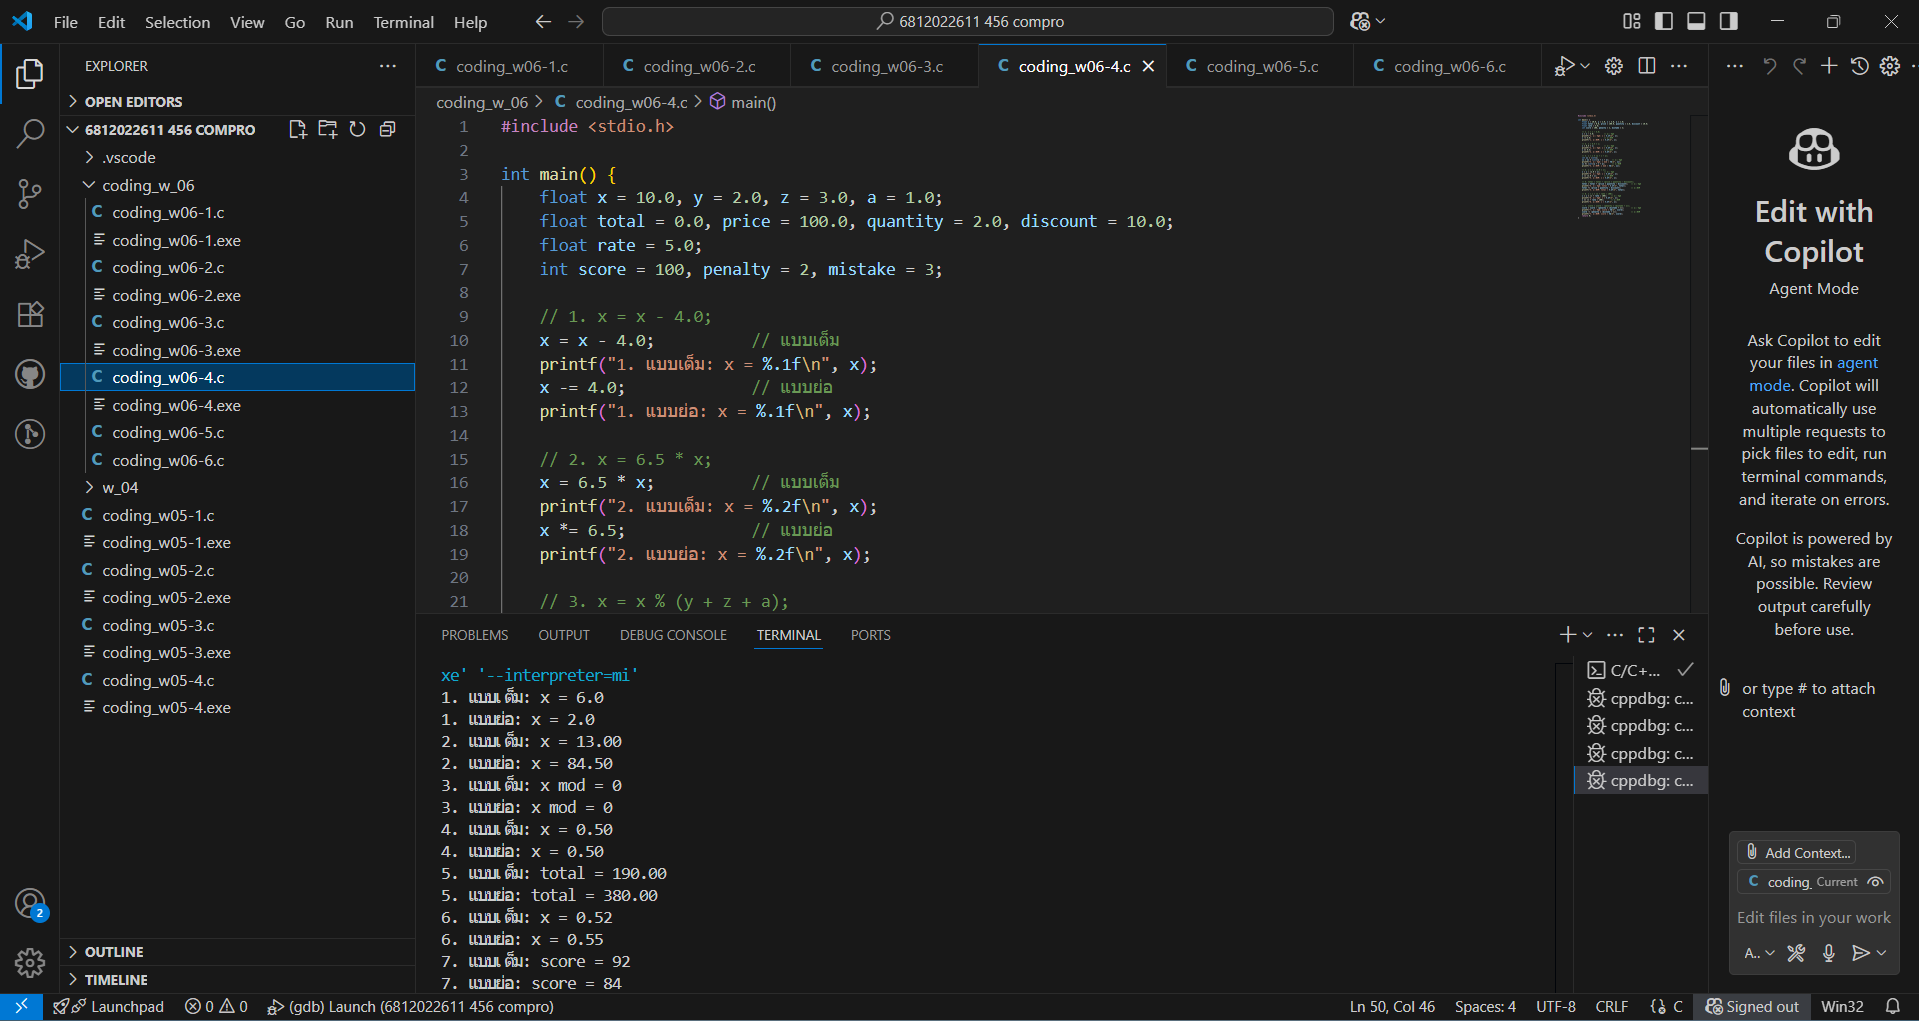 File Edit Selection View Go Run Terminal Help
6812022611 456 compro
EXPLORER
OPEN EDITORS
6812022611 456 COMPRO
.vscode
coding_w_06
coding_w06-1.c
coding_w06-1.exe
coding_w06-2.c
coding_w06-2.exe
coding_w06-3.c
coding_w06-3.exe
coding_w06-4.c
coding_w06-4.exe
coding_w06-5.c
coding_w06-6.c
w_04
coding_w05-1.c
coding_w05-1.exe
coding_w05-2.c
coding_w05-2.exe
coding_w05-3.c
coding_w05-3.exe
coding_w05-4.c
coding_w05-4.exe
OUTLINE
TIMELINE
coding_w06-1.c coding_w06-2.c coding_w06-3.c coding_w06-4.c coding_w06-5.c coding_w06-6.c
coding_w_06 > C coding_w06-4.c > main()
1 #include <stdio.h>
2
3 int main() {
4 float x = 10.0, y = 2.0, z = 3.0, a = 1.0;
5 float total = 0.0, price = 100.0, quantity = 2.0, discount = 10.0;
6 float rate = 5.0;
7 int score = 100, penalty = 2, mistake = 3;
8
9 // 1. x = x - 4.0;
10 x = x - 4.0; // แบบเต็ม
11 printf("1. แบบเต็ม: x = %.1f\n", x);
12 x -= 4.0; // แบบย่อ
13 printf("1. แบบย่อ: x = %.1f\n", x);
14
15 // 2. x = 6.5 * x;
16 x = 6.5 * x; // แบบเต็ม
17 printf("2. แบบเต็ม: x = %.2f\n", x);
18 x *= 6.5; // แบบย่อ
19 printf("2. แบบย่อ: x = %.2f\n", x);
20
21 // 3. x = x % (y + z + a);
PROBLEMS OUTPUT DEBUG CONSOLE TERMINAL PORTS
xe' '--interpreter=mi'
1. แบบเต็ม: x = 6.0
1. แบบย่อ: x = 2.0
2. แบบเต็ม: x = 13.00
2. แบบย่อ: x = 84.50
3. แบบเต็ม: x mod = 0
3. แบบย่อ: x mod = 0
4. แบบเต็ม: x = 0.50
4. แบบย่อ: x = 0.50
5. แบบเต็ม: total = 190.00
5. แบบย่อ: total = 380.00
6. แบบเต็ม: x = 0.52
6. แบบย่อ: x = 0.55
7. แบบเต็ม: score = 92
7. แบบย่อ: score = 84
C/C+...
cppdbg: c...
cppdbg: c...
cppdbg: c...
cppdbg: c...
Edit with
Copilot
Agent Mode
Ask Copilot to edit
your files in agent
mode. Copilot will
automatically use
multiple requests to
pick files to edit, run
terminal commands,
and iterate on errors.
Copilot is powered by
AI, so mistakes are
possible. Review
output carefully
before use.
or type # to attach
context
Add Context...
C coding_ Current
Edit files in your work
A..
2
Launchpad 0 0 (gdb) Launch (6812022611 456 compro) Ln 50, Col 46 Spaces: 4 UTF-8 CRLF {} C Signed out Win32